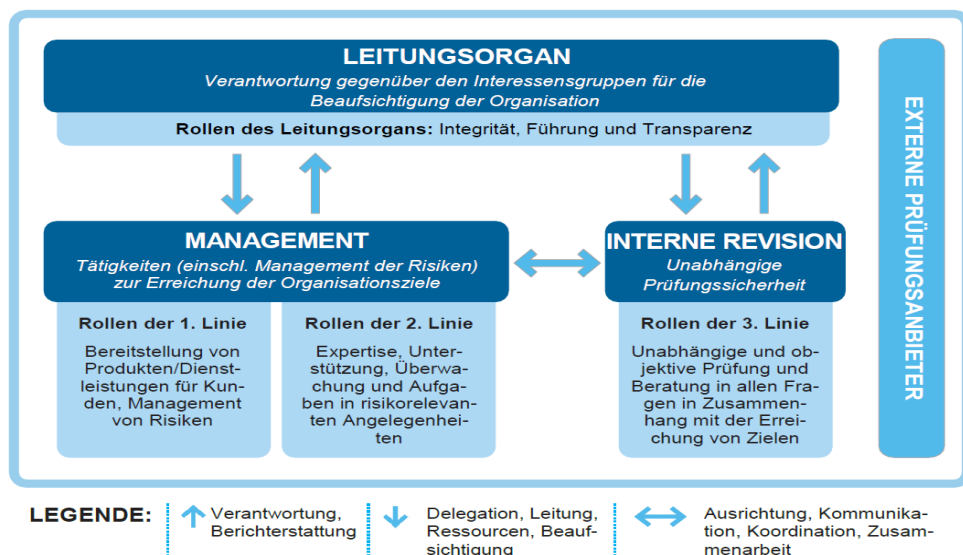 LEITUNGSORGAN
Verantwortung gegenüber den Interessensgruppen für die
Beaufsichtigung der Organisation
Rollen des Leitungsorgans: Integrität, Führung und Transparenz
MANAGEMENT
Tätigkeiten (einschl. Management der Risiken)
zur Erreichung der Organisationsziele
Rollen der 1. Linie
Bereitstellung von
Produkten/Dienst-
leistungen für Kun-
den, Management
von Risiken
Rollen der 2. Linie
Expertise, Unter-
stützung, Überwa-
chung und Aufga-
ben in risikorelevan-
ten Angelegenhei-
ten
INTERNE REVISION
Unabhängige
Prüfungssicherheit
Rollen der 3. Linie
Unabhängige und ob-
jektive Prüfung und
Beratung in allen Fra-
gen in Zusammen-
hang mit der Errei-
chung von Zielen
EXTERNE PRÜFUNGSANBIETER
LEGENDE:
Verantwortung,
Berichterstattung
Delegation, Leitung,
Ressourcen, Beauf-
sichtigung
Ausrichtung, Kommunika-
tion, Koordination, Zusam-
menarbeit